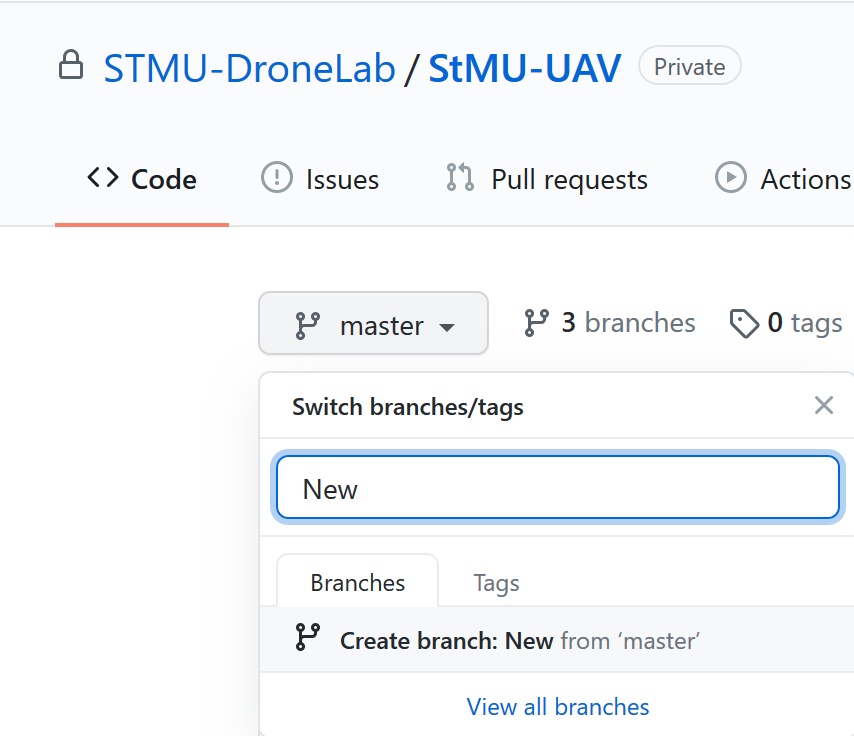 STMU-DroneLab / StMU-UAV Private
Code Issues Pull requests Actions
master 3 branches 0 tags
Switch branches/tags
New
Branches Tags
Create branch: New from ‘master’
View all branches